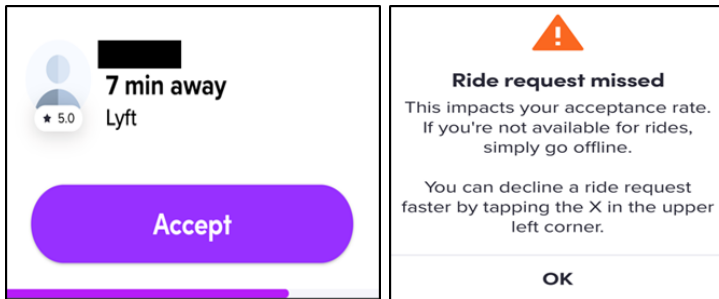 7 min away
★ 5.0
Lyft
Accept
Ride request missed
This impacts your acceptance rate.
If you're not available for rides,
simply go offline.
You can decline a ride request
faster by tapping the X in the upper
left corner.
OK